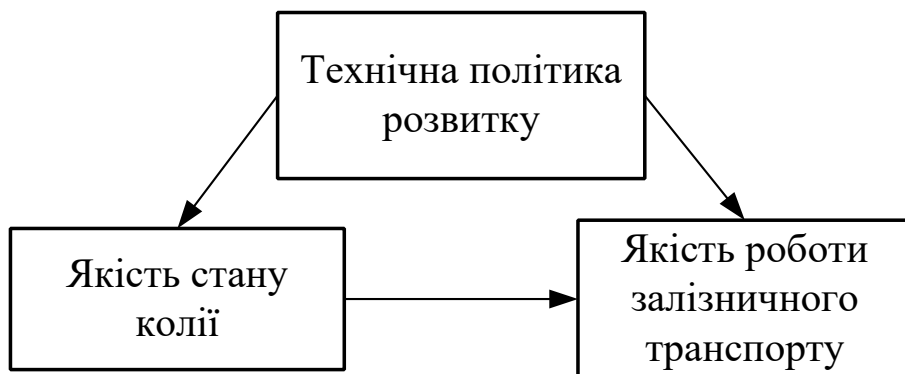 Технічна політика
розвитку
Якість стану
колії
Якість роботи
залізничного
транспорту